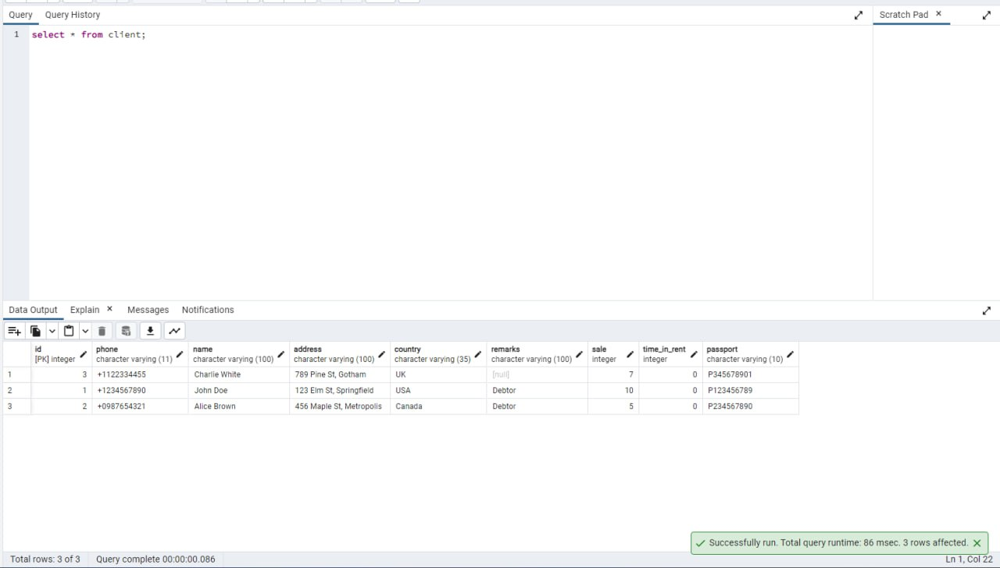 Query Query History Scratch Pad ×
1 select * from client;
Data Output Explain × Messages Notifications
id phone name address country remarks sale time_in_rent passport
[PK] integer character varying (11) character varying (100) character varying (100) character varying (35) character varying (100) integer integer character varying (10)
1 3 +1122334455 Charlie White 789 Pine St, Gotham UK [null] 7 0 P345678901
2 1 +1234567890 John Doe 123 Elm St, Springfield USA Debtor 10 0 P123456789
3 2 +0987654321 Alice Brown 456 Maple St, Metropolis Canada Debtor 5 0 P234567890
Successfully run. Total query runtime: 86 msec. 3 rows affected. ×
Total rows: 3 of 3 Query complete 00:00:00.086 Ln 1, Col 22